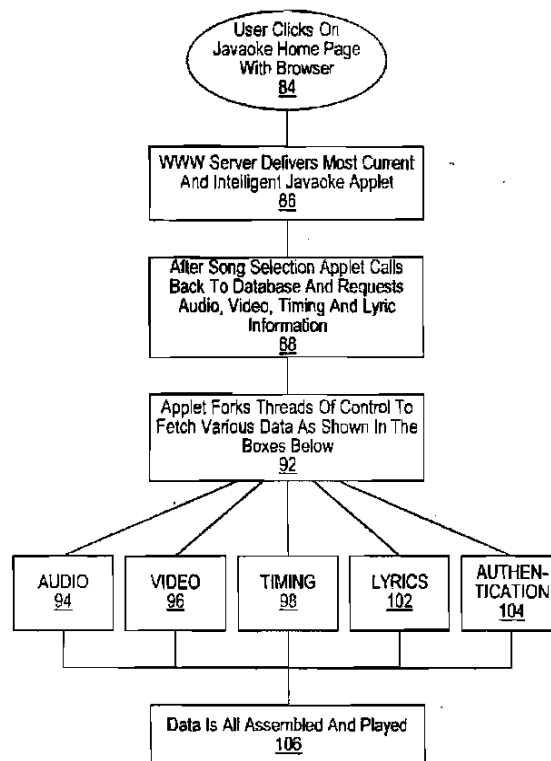 User Clicks On
Javaoke Home Page
With Browser
84
WWW Server Delivers Most Current
And Intelligent Javaoke Applet
86
After Song Selection Applet Calls
Back To Database And Requests
Audio, Video, Timing And Lyric
Information
88
Applet Forks Threads Of Control To
Fetch Various Data As Shown In The
Boxes Below
92
AUDIO
94
VIDEO
96
TIMING
98
LYRICS
102
AUTHEN-
TICATION
104
Data Is All Assembled And Played
106